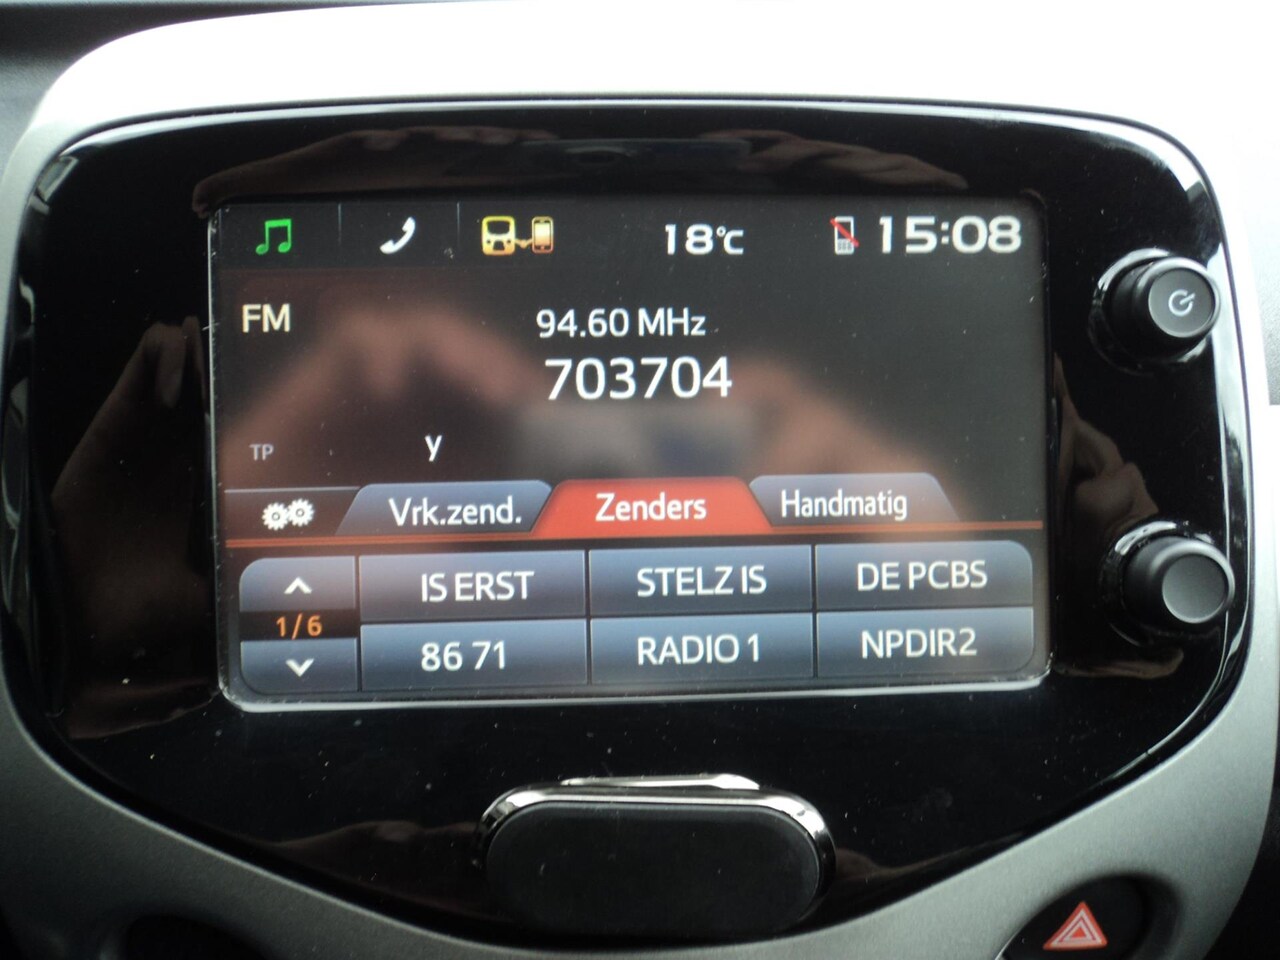 18°C 15:08
FM 94.60 MHz
703704
TP y
Vrk.zend. Zenders Handmatig
IS ERST STELZ IS DE PCBS
1/6
86 71 RADIO 1 NPDIR2